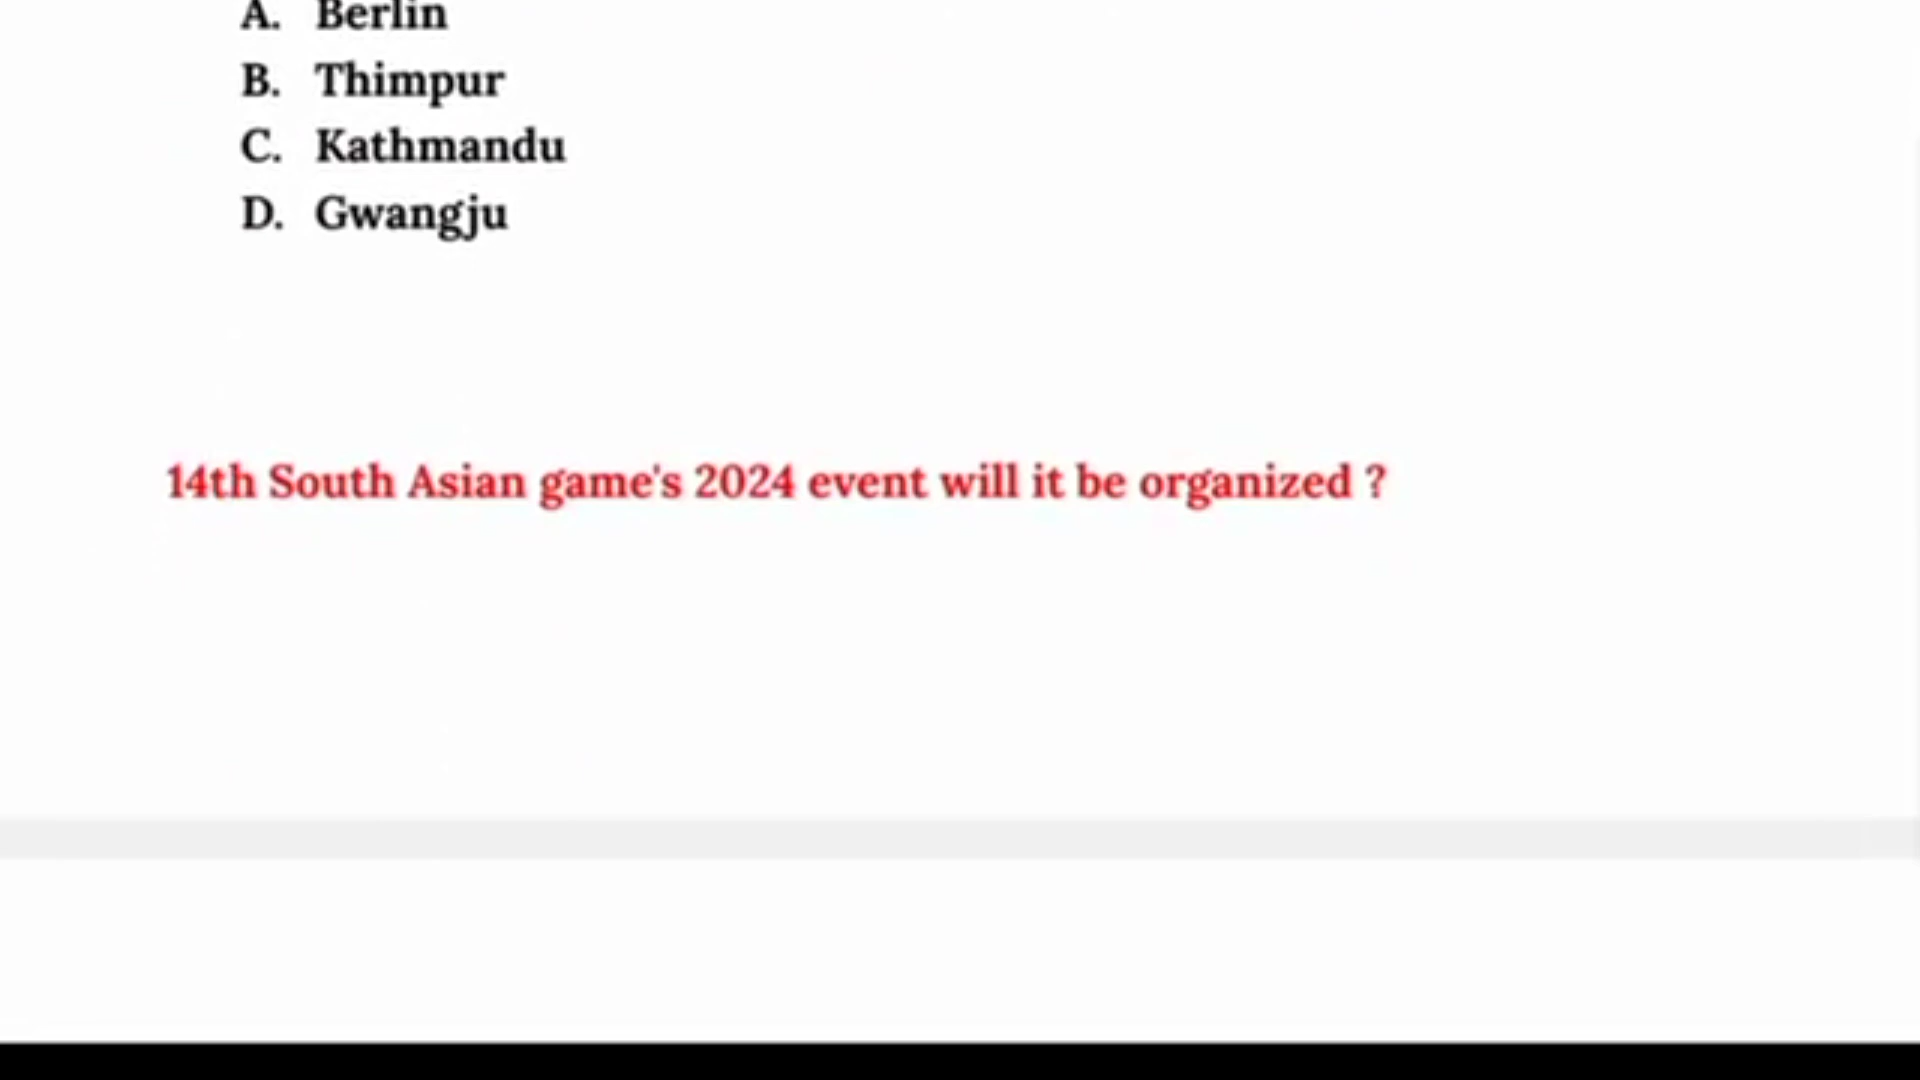 A. Berlin
B. Thimpur
C. Kathmandu
D. Gwangju
14th South Asian game's 2024 event will it be organized ?